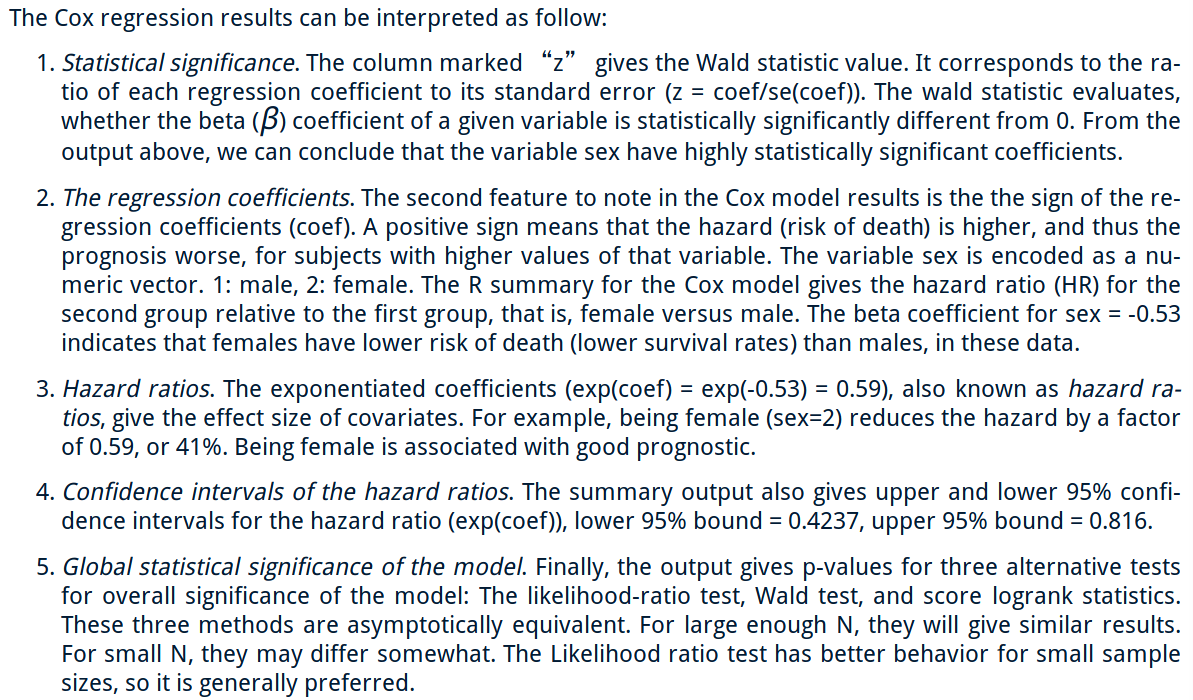 The Cox regression results can be interpreted as follow:
1. Statistical significance. The column marked “z” gives the Wald statistic value. It corresponds to the ra-
tio of each regression coefficient to its standard error (z = coef/se(coef)). The wald statistic evaluates,
whether the beta (β) coefficient of a given variable is statistically significantly different from 0. From the
output above, we can conclude that the variable sex have highly statistically significant coefficients.
2. The regression coefficients. The second feature to note in the Cox model results is the the sign of the re-
gression coefficients (coef). A positive sign means that the hazard (risk of death) is higher, and thus the
prognosis worse, for subjects with higher values of that variable. The variable sex is encoded as a nu-
meric vector. 1: male, 2: female. The R summary for the Cox model gives the hazard ratio (HR) for the
second group relative to the first group, that is, female versus male. The beta coefficient for sex = -0.53
indicates that females have lower risk of death (lower survival rates) than males, in these data.
3. Hazard ratios. The exponentiated coefficients (exp(coef) = exp(-0.53) = 0.59), also known as hazard ra-
tios, give the effect size of covariates. For example, being female (sex=2) reduces the hazard by a factor
of 0.59, or 41%. Being female is associated with good prognostic.
4. Confidence intervals of the hazard ratios. The summary output also gives upper and lower 95% confi-
dence intervals for the hazard ratio (exp(coef)), lower 95% bound = 0.4237, upper 95% bound = 0.816.
5. Global statistical significance of the model. Finally, the output gives p-values for three alternative tests
for overall significance of the model: The likelihood-ratio test, Wald test, and score logrank statistics.
These three methods are asymptotically equivalent. For large enough N, they will give similar results.
For small N, they may differ somewhat. The Likelihood ratio test has better behavior for small sample
sizes, so it is generally preferred.